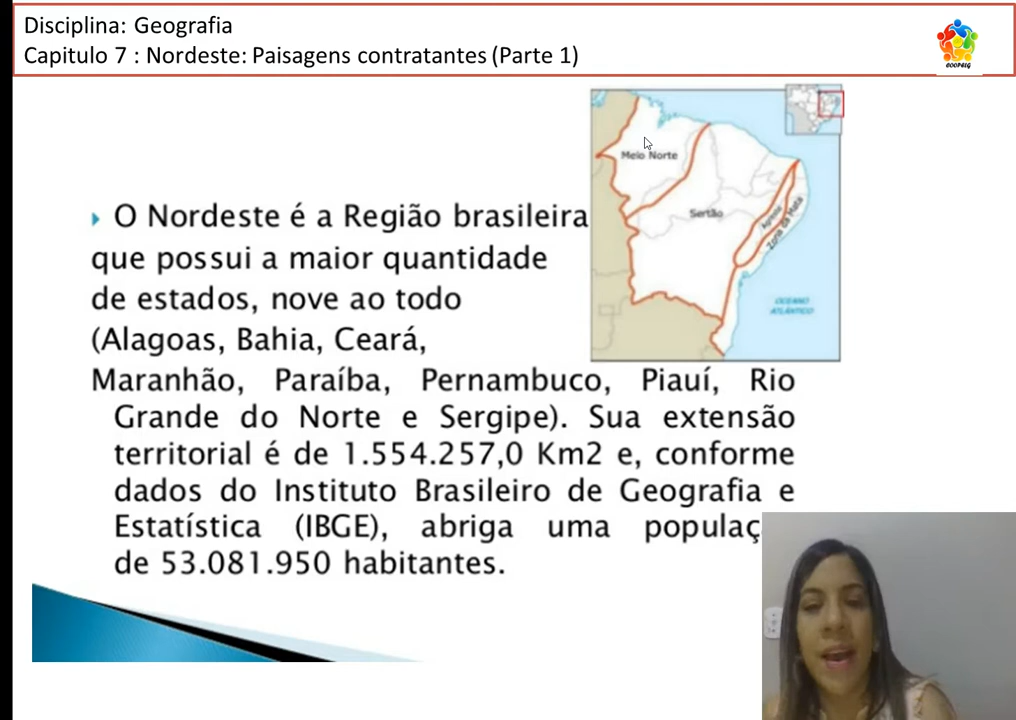 Disciplina: Geografia
Capitulo 7 : Nordeste: Paisagens contratantes (Parte 1)
COOPEIG
Meio Norte
Sertão
Agreste
Zona da Mata
OCEANO
ATLÂNTICO
O Nordeste é a Região brasileira
que possui a maior quantidade
de estados, nove ao todo
(Alagoas, Bahia, Ceará,
Maranhão, Paraíba, Pernambuco, Piauí, Rio
Grande do Norte e Sergipe). Sua extensão
territorial é de 1.554.257,0 Km2 e, conforme
dados do Instituto Brasileiro de Geografia e
Estatística (IBGE), abriga uma populaç
de 53.081.950 habitantes.